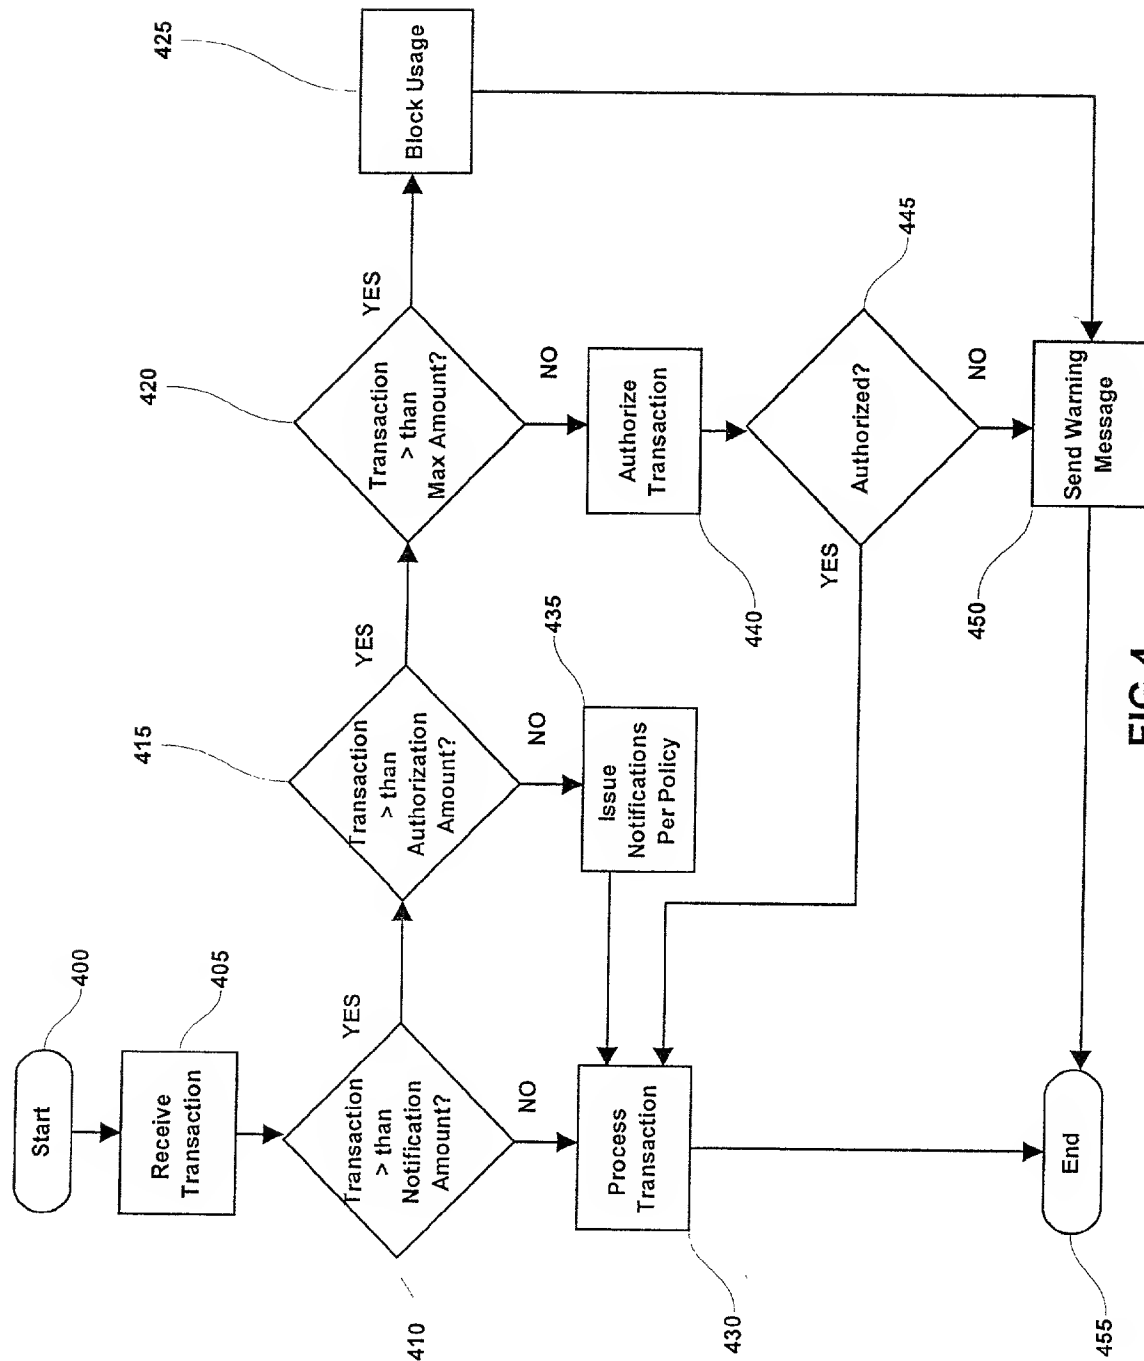 Start
400
Receive
Transaction
405
Transaction
> than
Notification
Amount?
410
YES
NO
Transaction
> than
Authorization
Amount?
415
YES
NO
Transaction
> than
Max Amount?
420
YES
NO
Block Usage
425
Process
Transaction
430
Issue
Notifications
Per Policy
435
Authorize
Transaction
440
Authorized?
445
YES
NO
Send Warning
Message
450
End
455
FIG 4